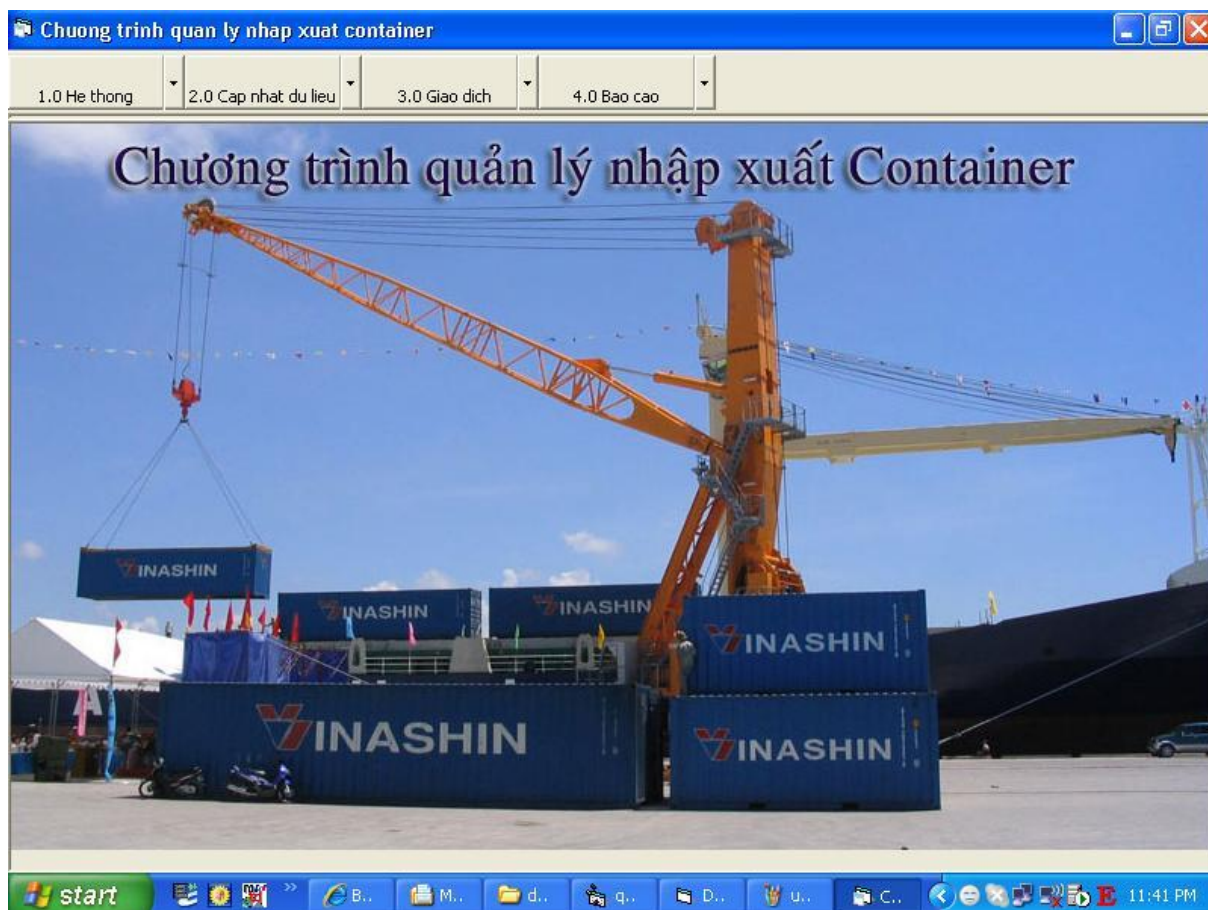 Chuong trinh quan ly nhap xuat container
1.0 He thong 2.0 Cap nhat du lieu 3.0 Giao dich 4.0 Bao cao
Chương trình quản lý nhập xuất Container
VINASHIN
VINASHIN
VINASHIN
VINASHIN
VINASHIN
VINASHIN
A
start B.. M.. d.. q.. D.. u.. C.. E 11:41 PM